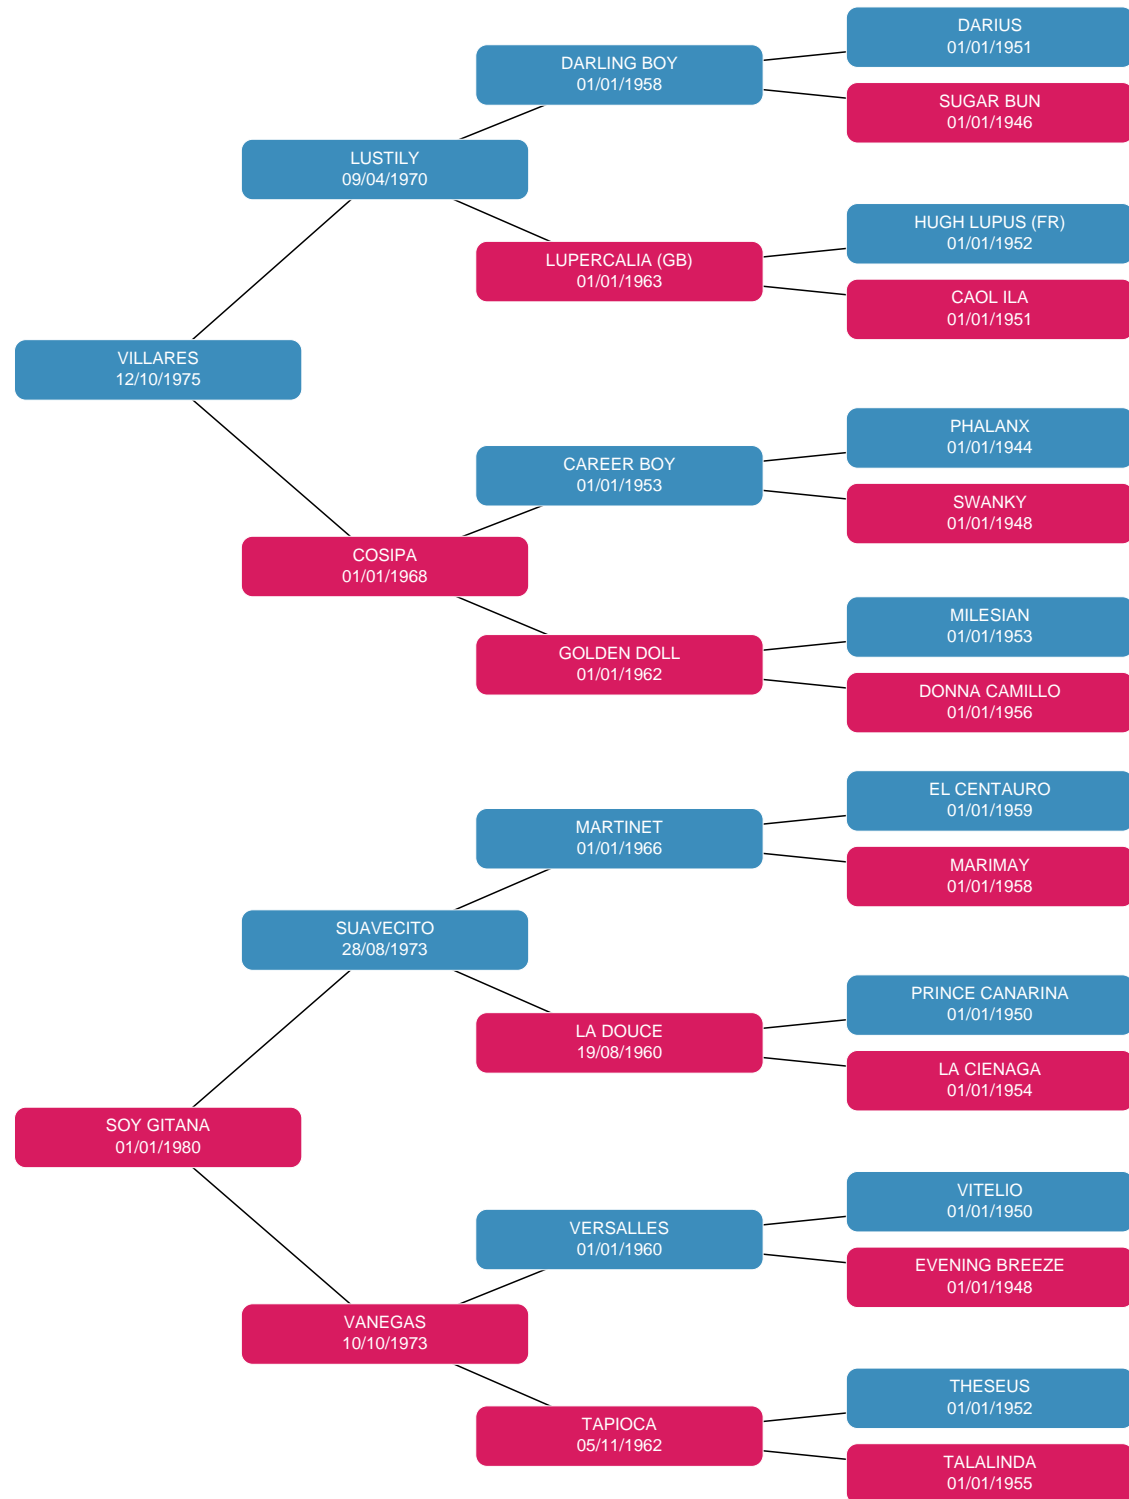 DARIUS
01/01/1951
DARLING BOY
01/01/1958
SUGAR BUN
01/01/1946
LUSTILY
09/04/1970
HUGH LUPUS (FR)
01/01/1952
LUPERCALIA (GB)
01/01/1963
CAOL ILA
01/01/1951
VILLARES
12/10/1975
PHALANX
01/01/1944
CAREER BOY
01/01/1953
SWANKY
01/01/1948
COSIPA
01/01/1968
MILESIAN
01/01/1953
GOLDEN DOLL
01/01/1962
DONNA CAMILLO
01/01/1956
EL CENTAURO
01/01/1959
MARTINET
01/01/1966
MARIMAY
01/01/1958
SUAVECITO
28/08/1973
PRINCE CANARINA
01/01/1950
LA DOUCE
19/08/1960
LA CIENAGA
01/01/1954
SOY GITANA
01/01/1980
VITELIO
01/01/1950
VERSALLES
01/01/1960
EVENING BREEZE
01/01/1948
VANEGAS
10/10/1973
THESEUS
01/01/1952
TAPIOCA
05/11/1962
TALALINDA
01/01/1955